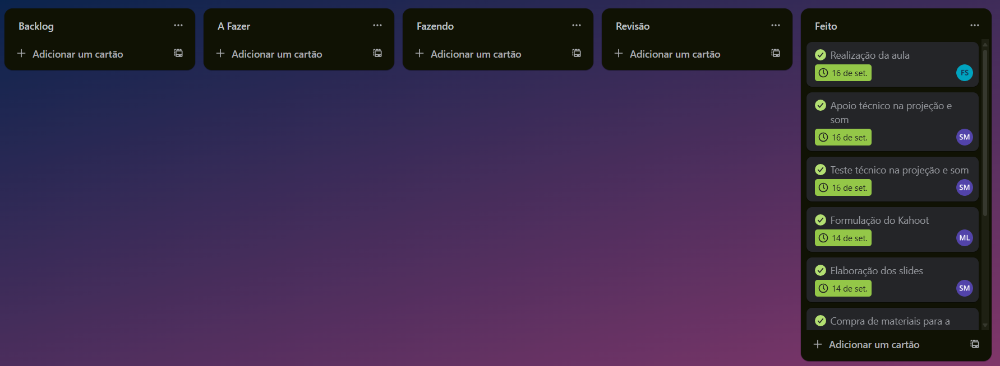 Backlog
Adicionar um cartão
A Fazer
Adicionar um cartão
Fazendo
Adicionar um cartão
Revisão
Adicionar um cartão
Feito
Realização da aula
16 de set.
FS
Apoio técnico na projeção e
som
16 de set.
SM
Teste técnico na projeção e som
16 de set.
SM
Formulação do Kahoot
14 de set.
ML
Elaboração dos slides
14 de set.
SM
Compra de materiais para a
Adicionar um cartão